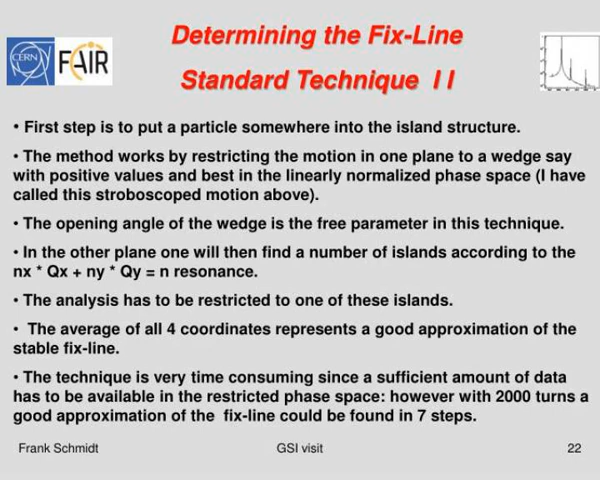 Determining the Fix-Line
Standard Technique I I
CERN
FAIR
• First step is to put a particle somewhere into the island structure.
• The method works by restricting the motion in one plane to a wedge say
with positive values and best in the linearly normalized phase space (I have
called this stroboscoped motion above).
• The opening angle of the wedge is the free parameter in this technique.
• In the other plane one will then find a number of islands according to the
nx * Qx + ny * Qy = n resonance.
• The analysis has to be restricted to one of these islands.
• The average of all 4 coordinates represents a good approximation of the
stable fix-line.
• The technique is very time consuming since a sufficient amount of data
has to be available in the restricted phase space: however with 2000 turns a
good approximation of the fix-line could be found in 7 steps.
Frank Schmidt
GSI visit
22